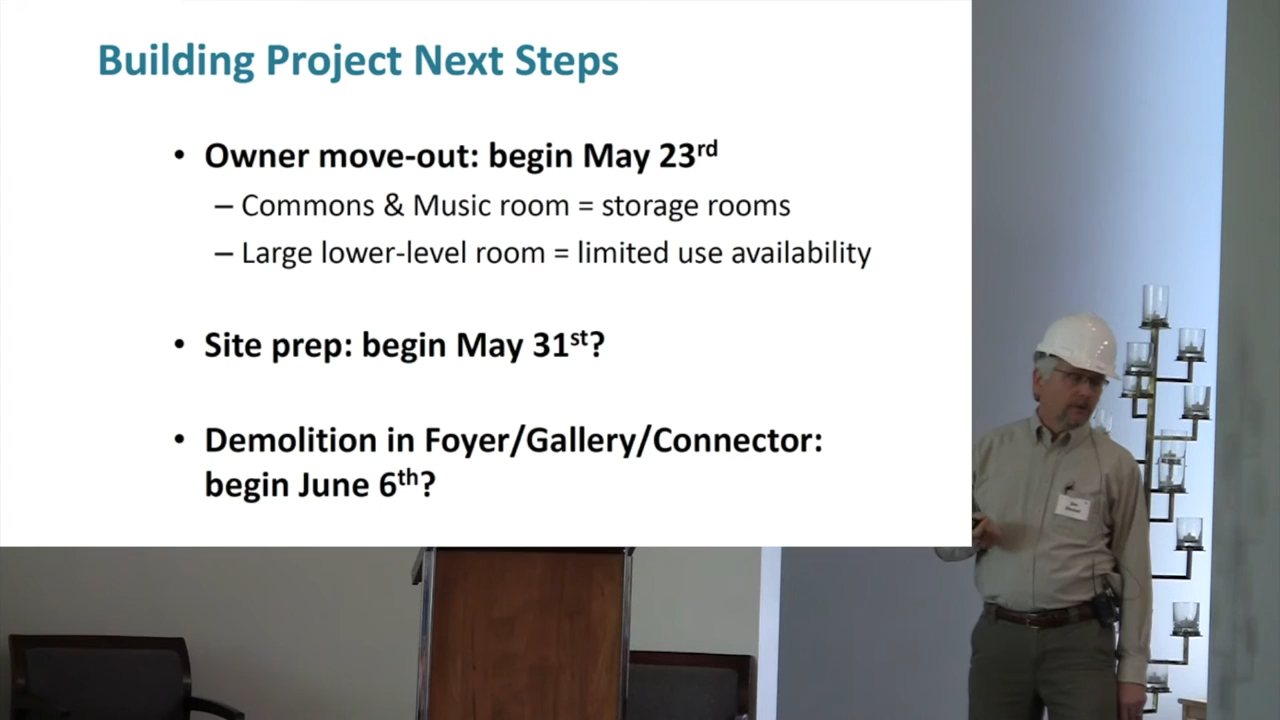 Building Project Next Steps
• Owner move-out: begin May 23rd
– Commons & Music room = storage rooms
– Large lower-level room = limited use availability
• Site prep: begin May 31st?
• Demolition in Foyer/Gallery/Connector:
begin June 6th?